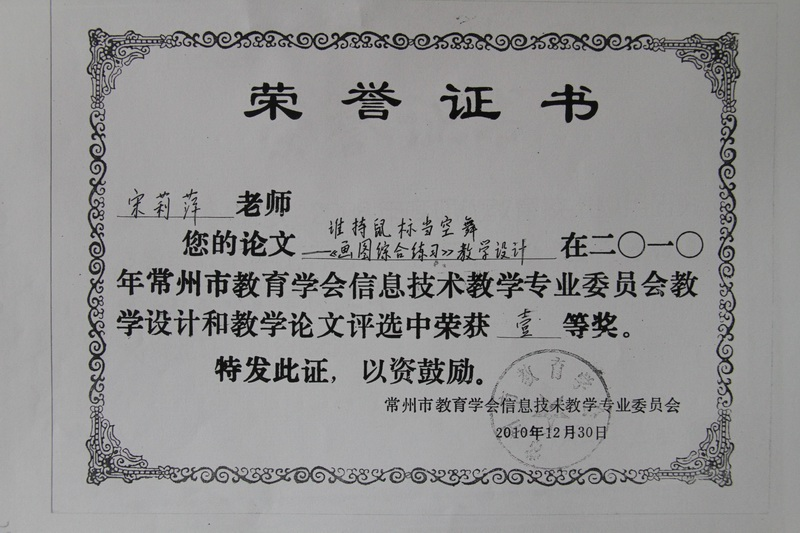 荣誉证书
宋莉萍 老师
谁持鼠标当空舞
您的论文 ——《画图综合练习》教学设计 在二〇一〇
年常州市教育学会信息技术教学专业委员会教
学设计和教学论文评选中荣获 壹 等奖。
特发此证，以资鼓励。
常州市教育学会信息技术教学专业委员会
2010年12月30日